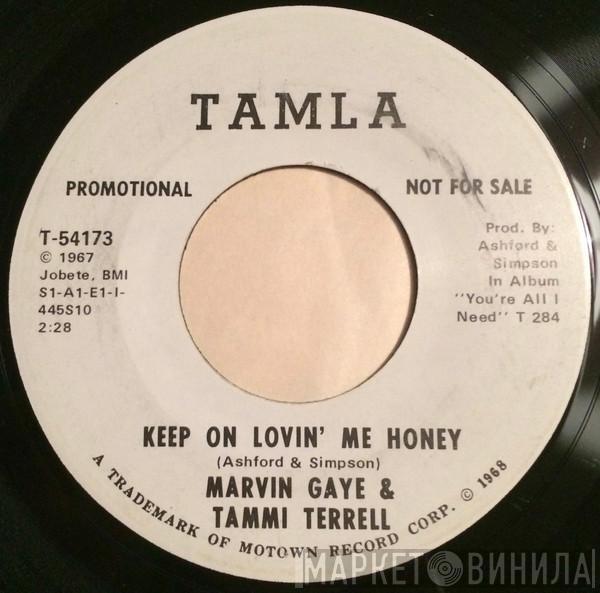 TAMLA
PROMOTIONAL
NOT FOR SALE
T-54173
© 1967
Jobete, BMI
S1-A1-E1-I-
445S10
2:28
Prod. By:
Ashford &
Simpson
In Album
"You're All I
Need" T 284
KEEP ON LOVIN' ME HONEY
(Ashford & Simpson)
MARVIN GAYE &
TAMMI TERRELL
A TRADEMARK OF MOTOWN RECORD CORP. © 1968
МАРКЕТ ВИНИЛА